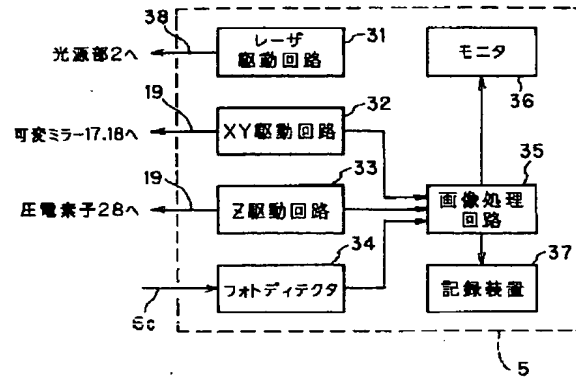 38
レーザ
駆動回路
31
光源部2へ
モニタ
36
19
XY駆動回路
32
可変ミラー17.18へ
19
Z駆動回路
33
圧電素子28へ
画像処理
回路
35
フォトディテクタ
34
6c
記録装置
37
5